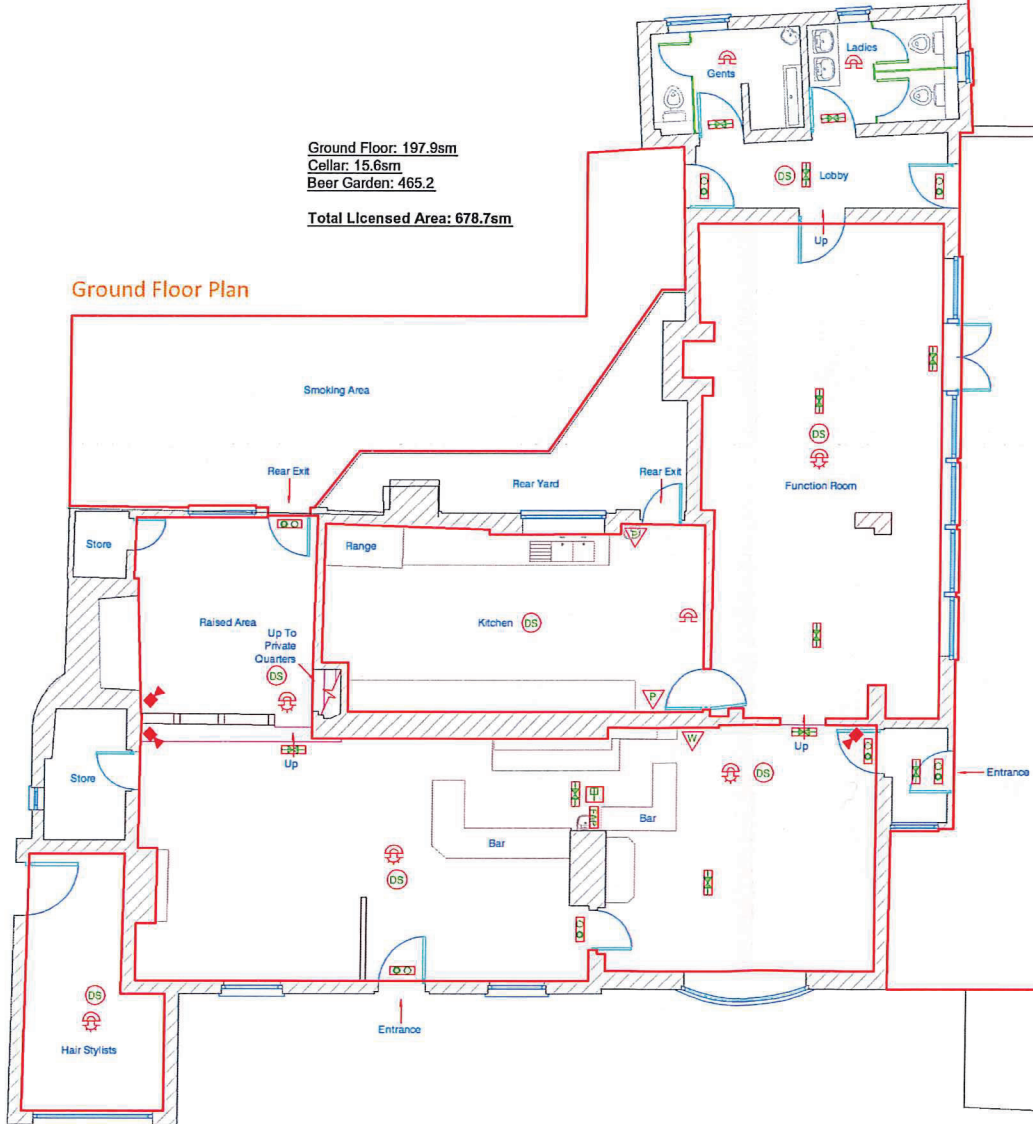 Gents
Ladies
Ground Floor: 197.9sm
Cellar: 15.6sm
Beer Garden: 465.2
Total Licensed Area: 678.7sm
DS
Lobby
Up
Ground Floor Plan
Smoking Area
DS
Function Room
Rear Exit
Rear Yard
Rear Exit
Store
Range
Raised Area
Kitchen
DS
Up To
Private
Quarters
DS
P
W
Up
Up
Store
DS
Entrance
Bar
Bar
DS
DS
Hair Stylists
Entrance